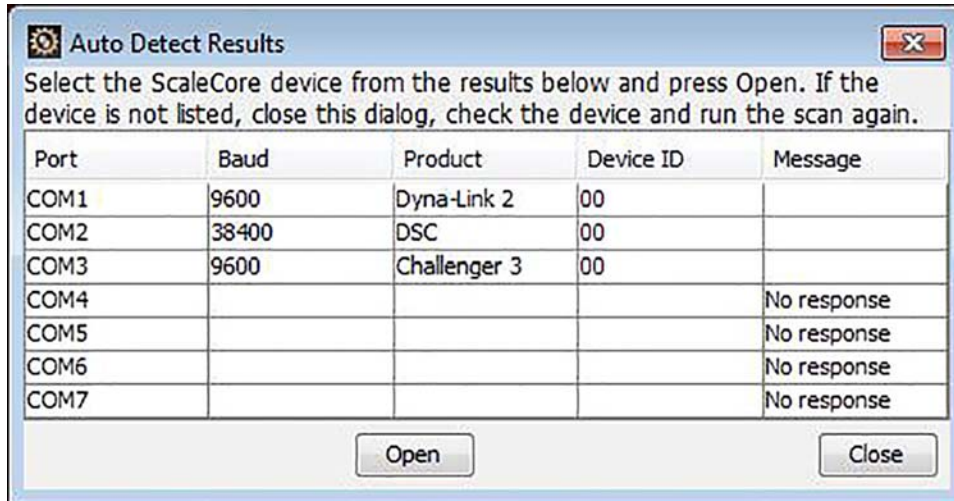 Auto Detect Results
Select the ScaleCore device from the results below and press Open. If the
device is not listed, close this dialog, check the device and run the scan again.
Port Baud Product Device ID Message
COM1 9600 Dyna-Link 2 00
COM2 38400 DSC 00
COM3 9600 Challenger 3 00
COM4 No response
COM5 No response
COM6 No response
COM7 No response
Open Close